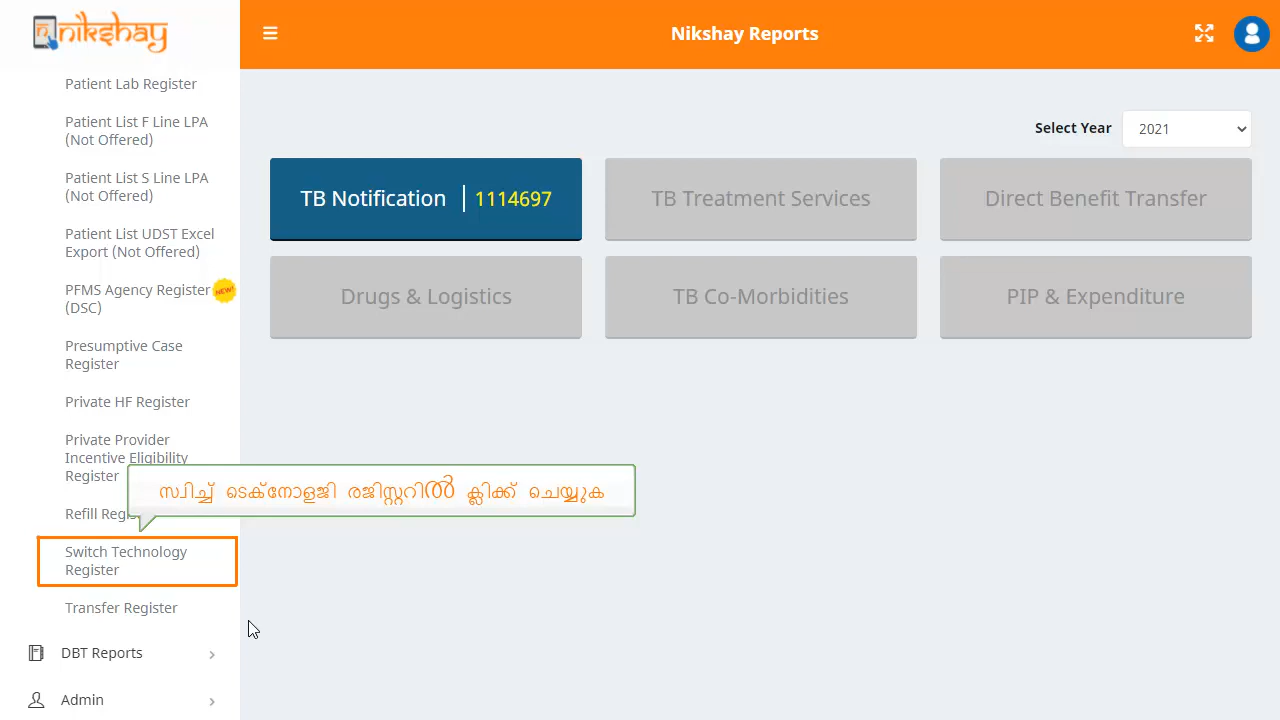 nikshay
Nikshay Reports
Patient Lab Register
Patient List F Line LPA
(Not Offered)
Patient List S Line LPA
(Not Offered)
Patient List UDST Excel
Export (Not Offered)
PFMS Agency Register
NEW!
(DSC)
Presumptive Case
Register
Private HF Register
Private Provider
Incentive Eligibility
Register
Refill Regis
Switch Technology
Register
Transfer Register
DBT Reports
Admin
Select Year
2021
TB Notification
1114697
TB Treatment Services
Direct Benefit Transfer
Drugs & Logistics
TB Co-Morbidities
PIP & Expenditure
സ്വിച്ച് ടെക്നോളജി രജിസ്റ്ററിൽ ക്ലിക്ക് ചെയ്യുക